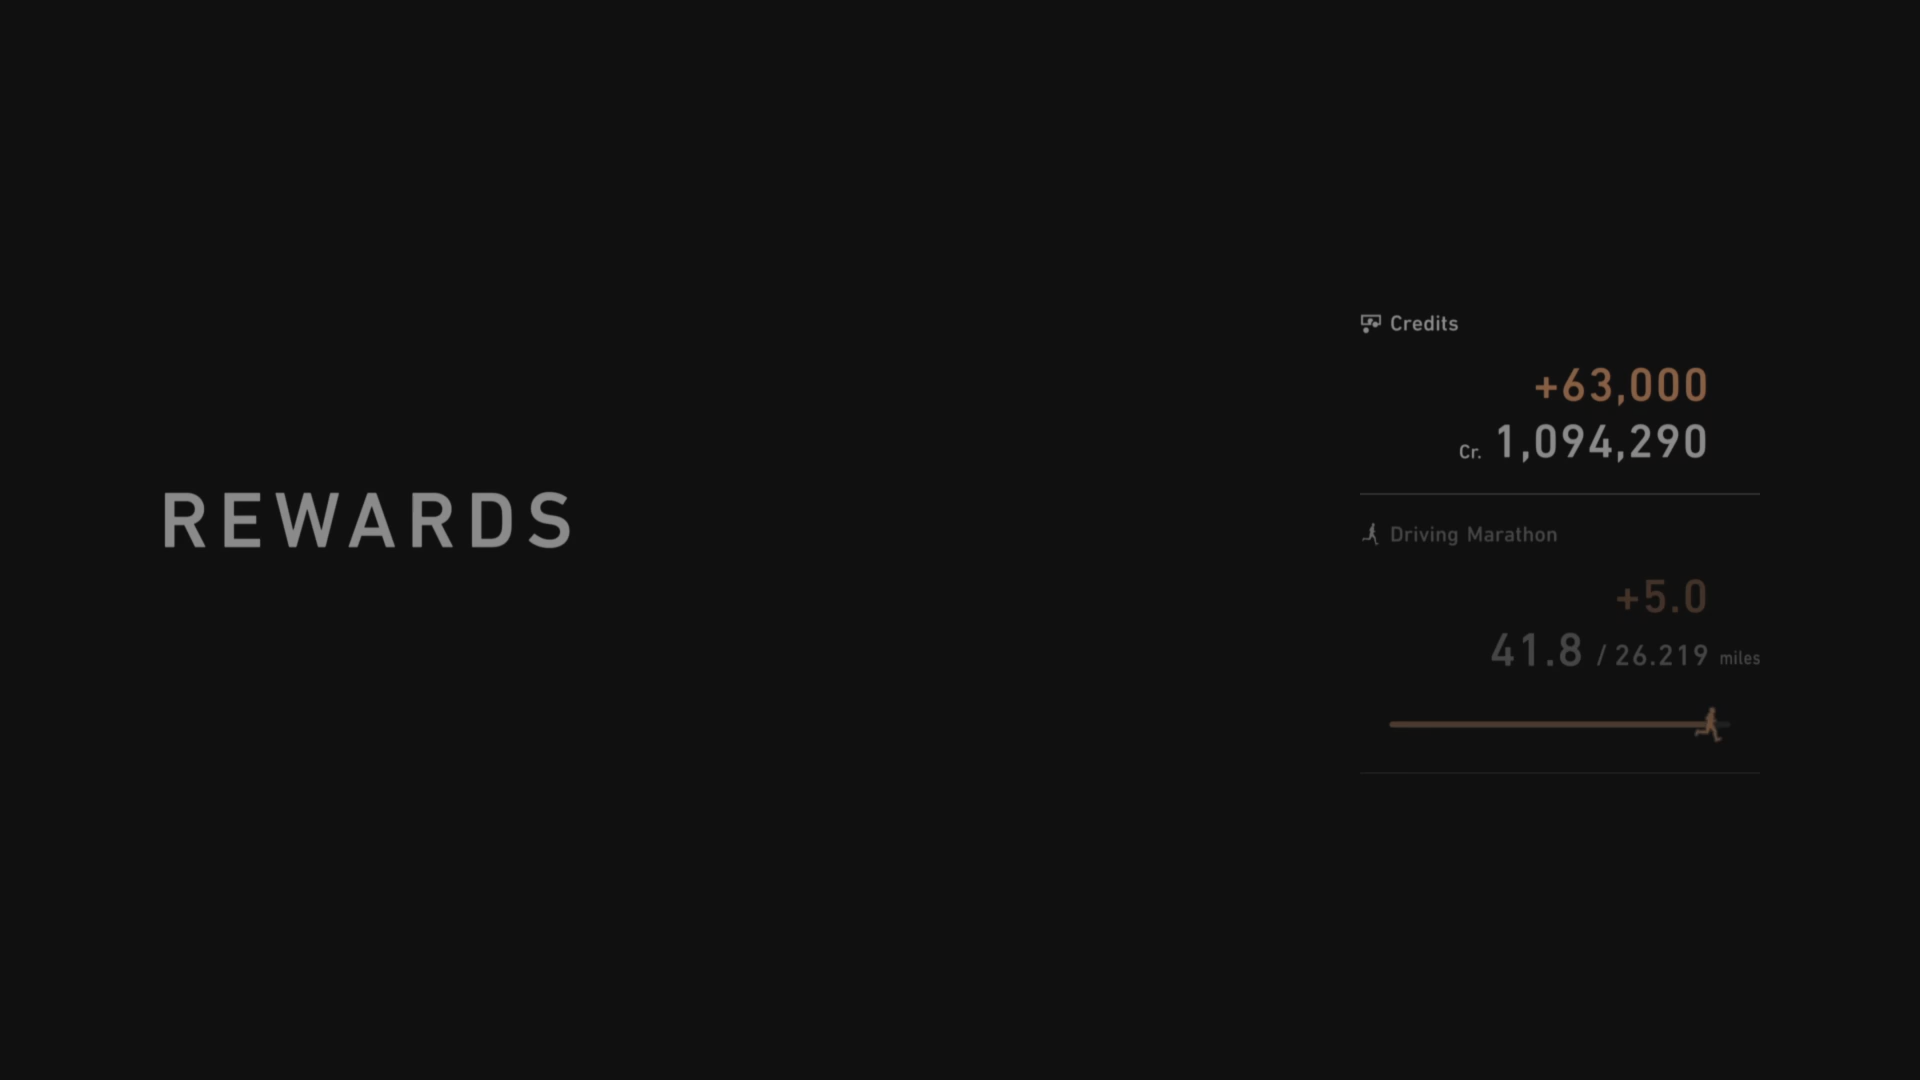 REWARDS
Credits
+63,000
Cr. 1,094,290
Driving Marathon
+5.0
41.8 / 26.219 miles